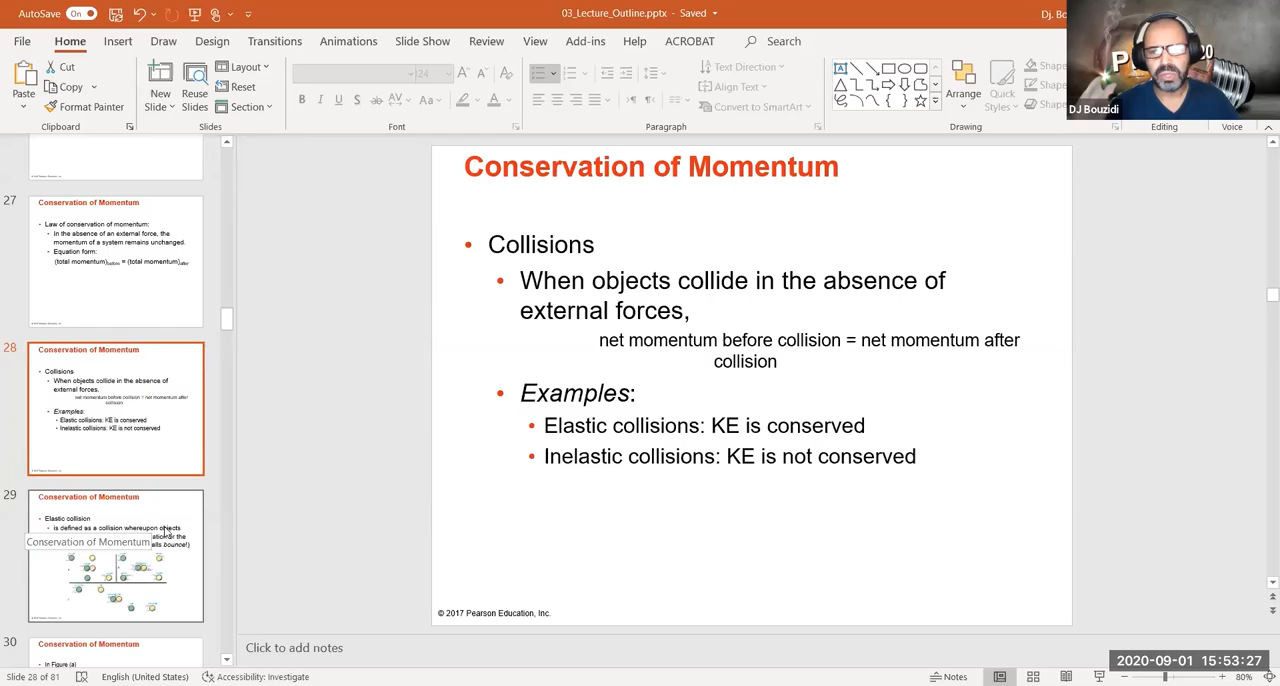 AutoSave On
03_Lecture_Outline.pptx - Saved
Dj. Bo
File Home Insert Draw Design Transitions Animations Slide Show Review View Add-ins Help ACROBAT Search
Paste
Cut
Copy
Format Painter
Clipboard
New Slide
Reuse Slides
Layout
Reset
Section
Slides
24
Font
Text Direction
Align Text
Convert to SmartArt
Paragraph
Arrange
Quick Styles
Shape
Shape
Shape
Drawing
Editing
Voice
P
20
DJ Bouzidi
27
Conservation of Momentum
• Law of conservation of momentum:
• In the absence of an external force, the
momentum of a system remains unchanged.
• Equation form:
(total momentum)before = (total momentum)after
28
Conservation of Momentum
Collisions
• When objects collide in the absence of
external forces,
net momentum before collision = net momentum after
collision
• Examples:
• Elastic collisions: KE is conserved
• Inelastic collisions: KE is not conserved
29
Conservation of Momentum
• Elastic collision
• is defined as a collision whereupon objects
Conservation of Momentum
alls bounce!)
30
Conservation of Momentum
• In Figure (a)
Conservation of Momentum
• Collisions
• When objects collide in the absence of
external forces,
net momentum before collision = net momentum after
collision
• Examples:
• Elastic collisions: KE is conserved
• Inelastic collisions: KE is not conserved
© 2017 Pearson Education, Inc.
Click to add notes
2020-09-01 15:53:27
Slide 28 of 81
English (United States)
Accessibility: Investigate
Notes
80%